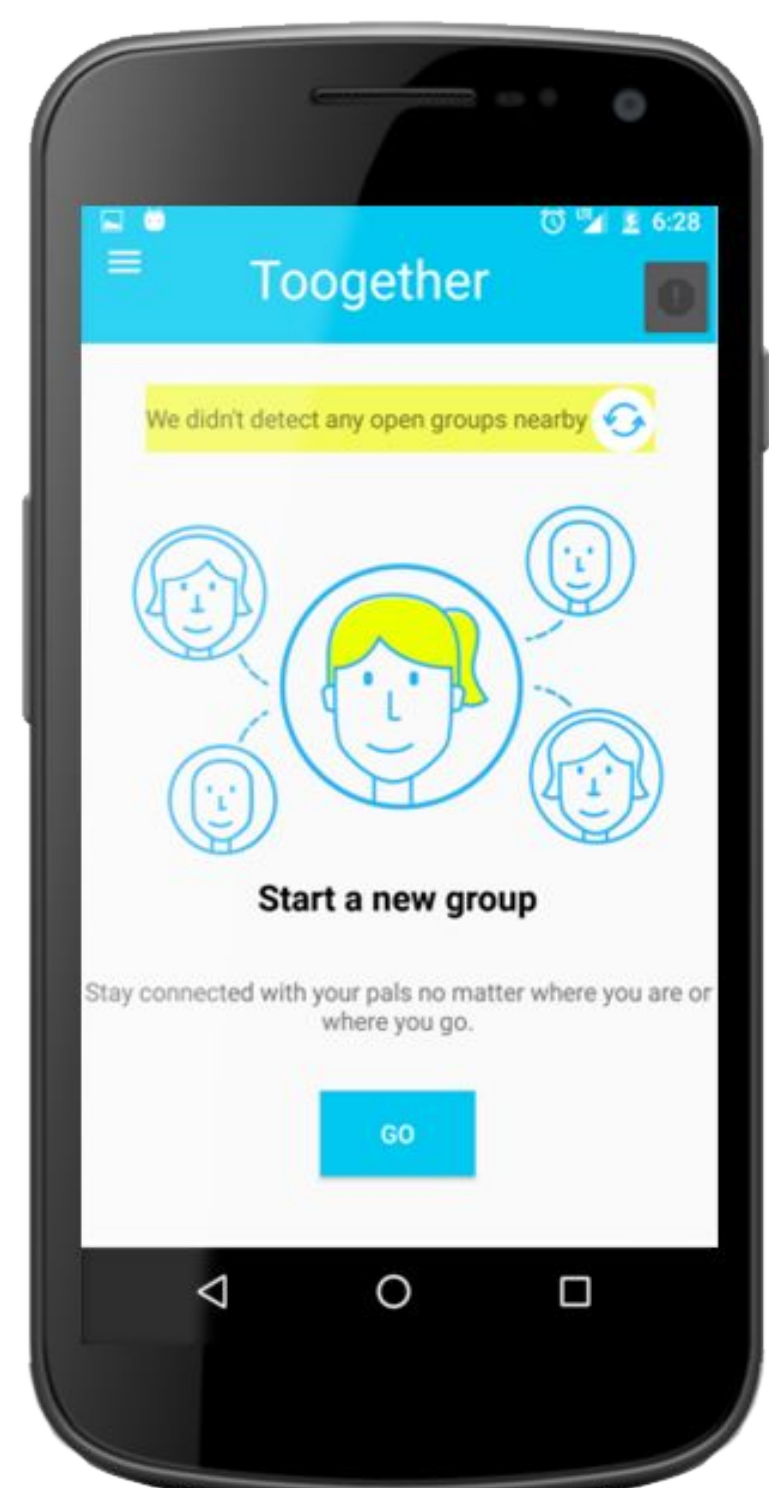 LTE 6:28
Toogether
We didn't detect any open groups nearby
Start a new group
Stay connected with your pals no matter where you are or
where you go.
GO